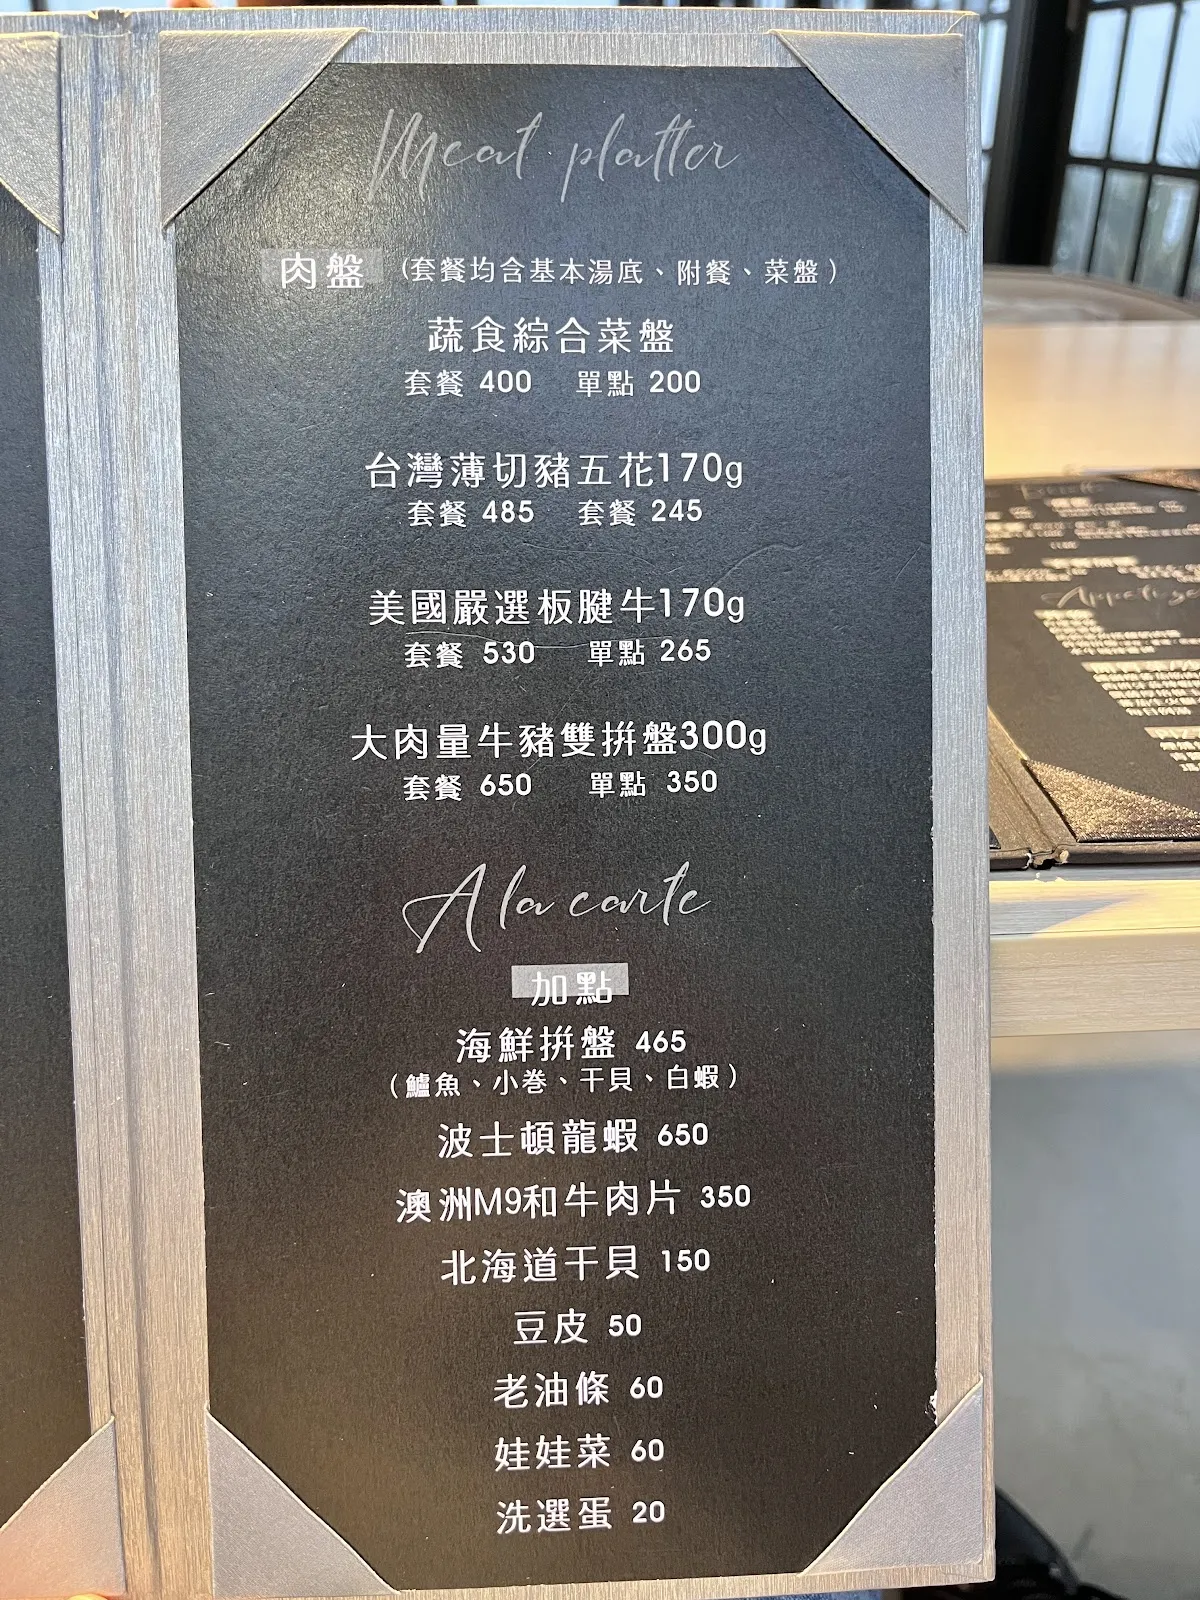 Meat platter
肉盤 (套餐均含基本湯底、附餐、菜盤)
蔬食綜合菜盤
套餐 400 單點 200
台灣薄切豬五花170g
套餐 485 套餐 245
美國嚴選板腱牛170g
套餐 530 單點 265
大肉量牛豬雙拼盤300g
套餐 650 單點 350
A la carte
加點
海鮮拼盤 465
(鱸魚、小卷、干貝、白蝦)
波士頓龍蝦 650
澳洲M9和牛肉片 350
北海道干貝 150
豆皮 50
老油條 60
娃娃菜 60
洗選蛋 20